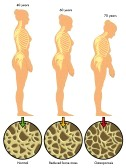 40 years
60 years
70 years
Normal
Reduced bone mass
Osteoporosis